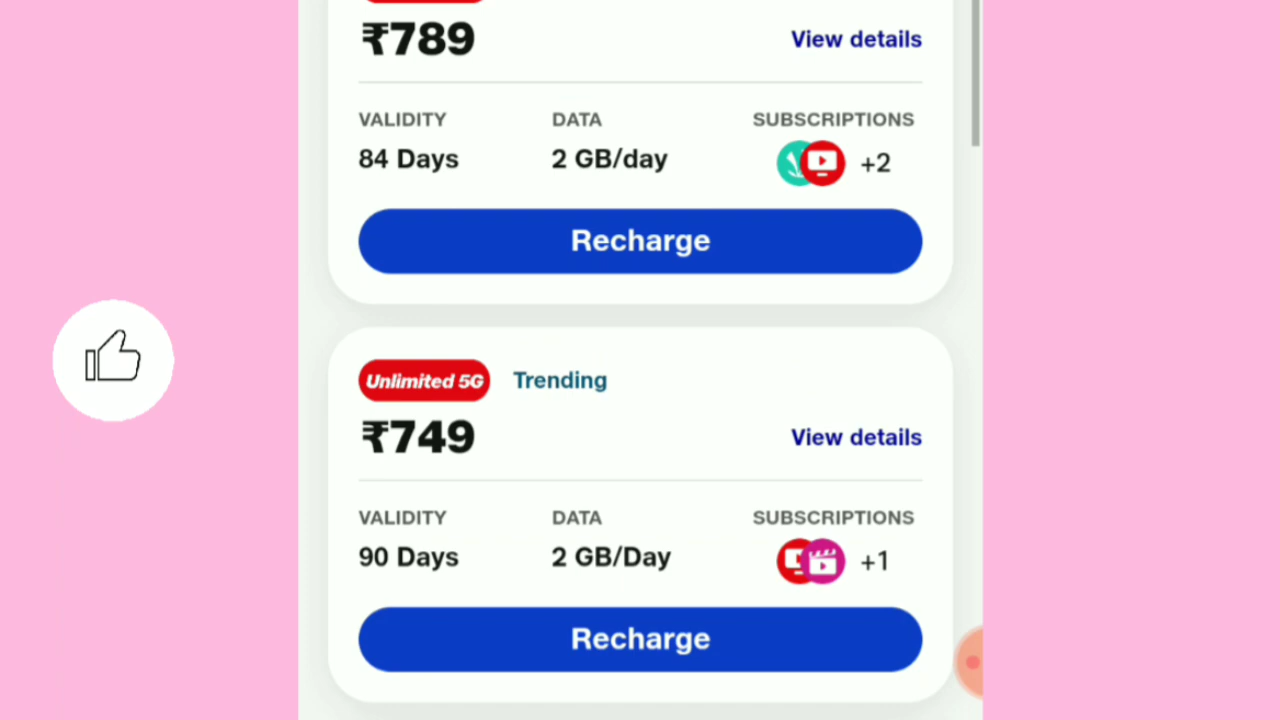 ₹789
View details
VALIDITY DATA SUBSCRIPTIONS
84 Days 2 GB/day +2
Recharge
Unlimited 5G Trending
₹749
View details
VALIDITY DATA SUBSCRIPTIONS
90 Days 2 GB/Day +1
Recharge